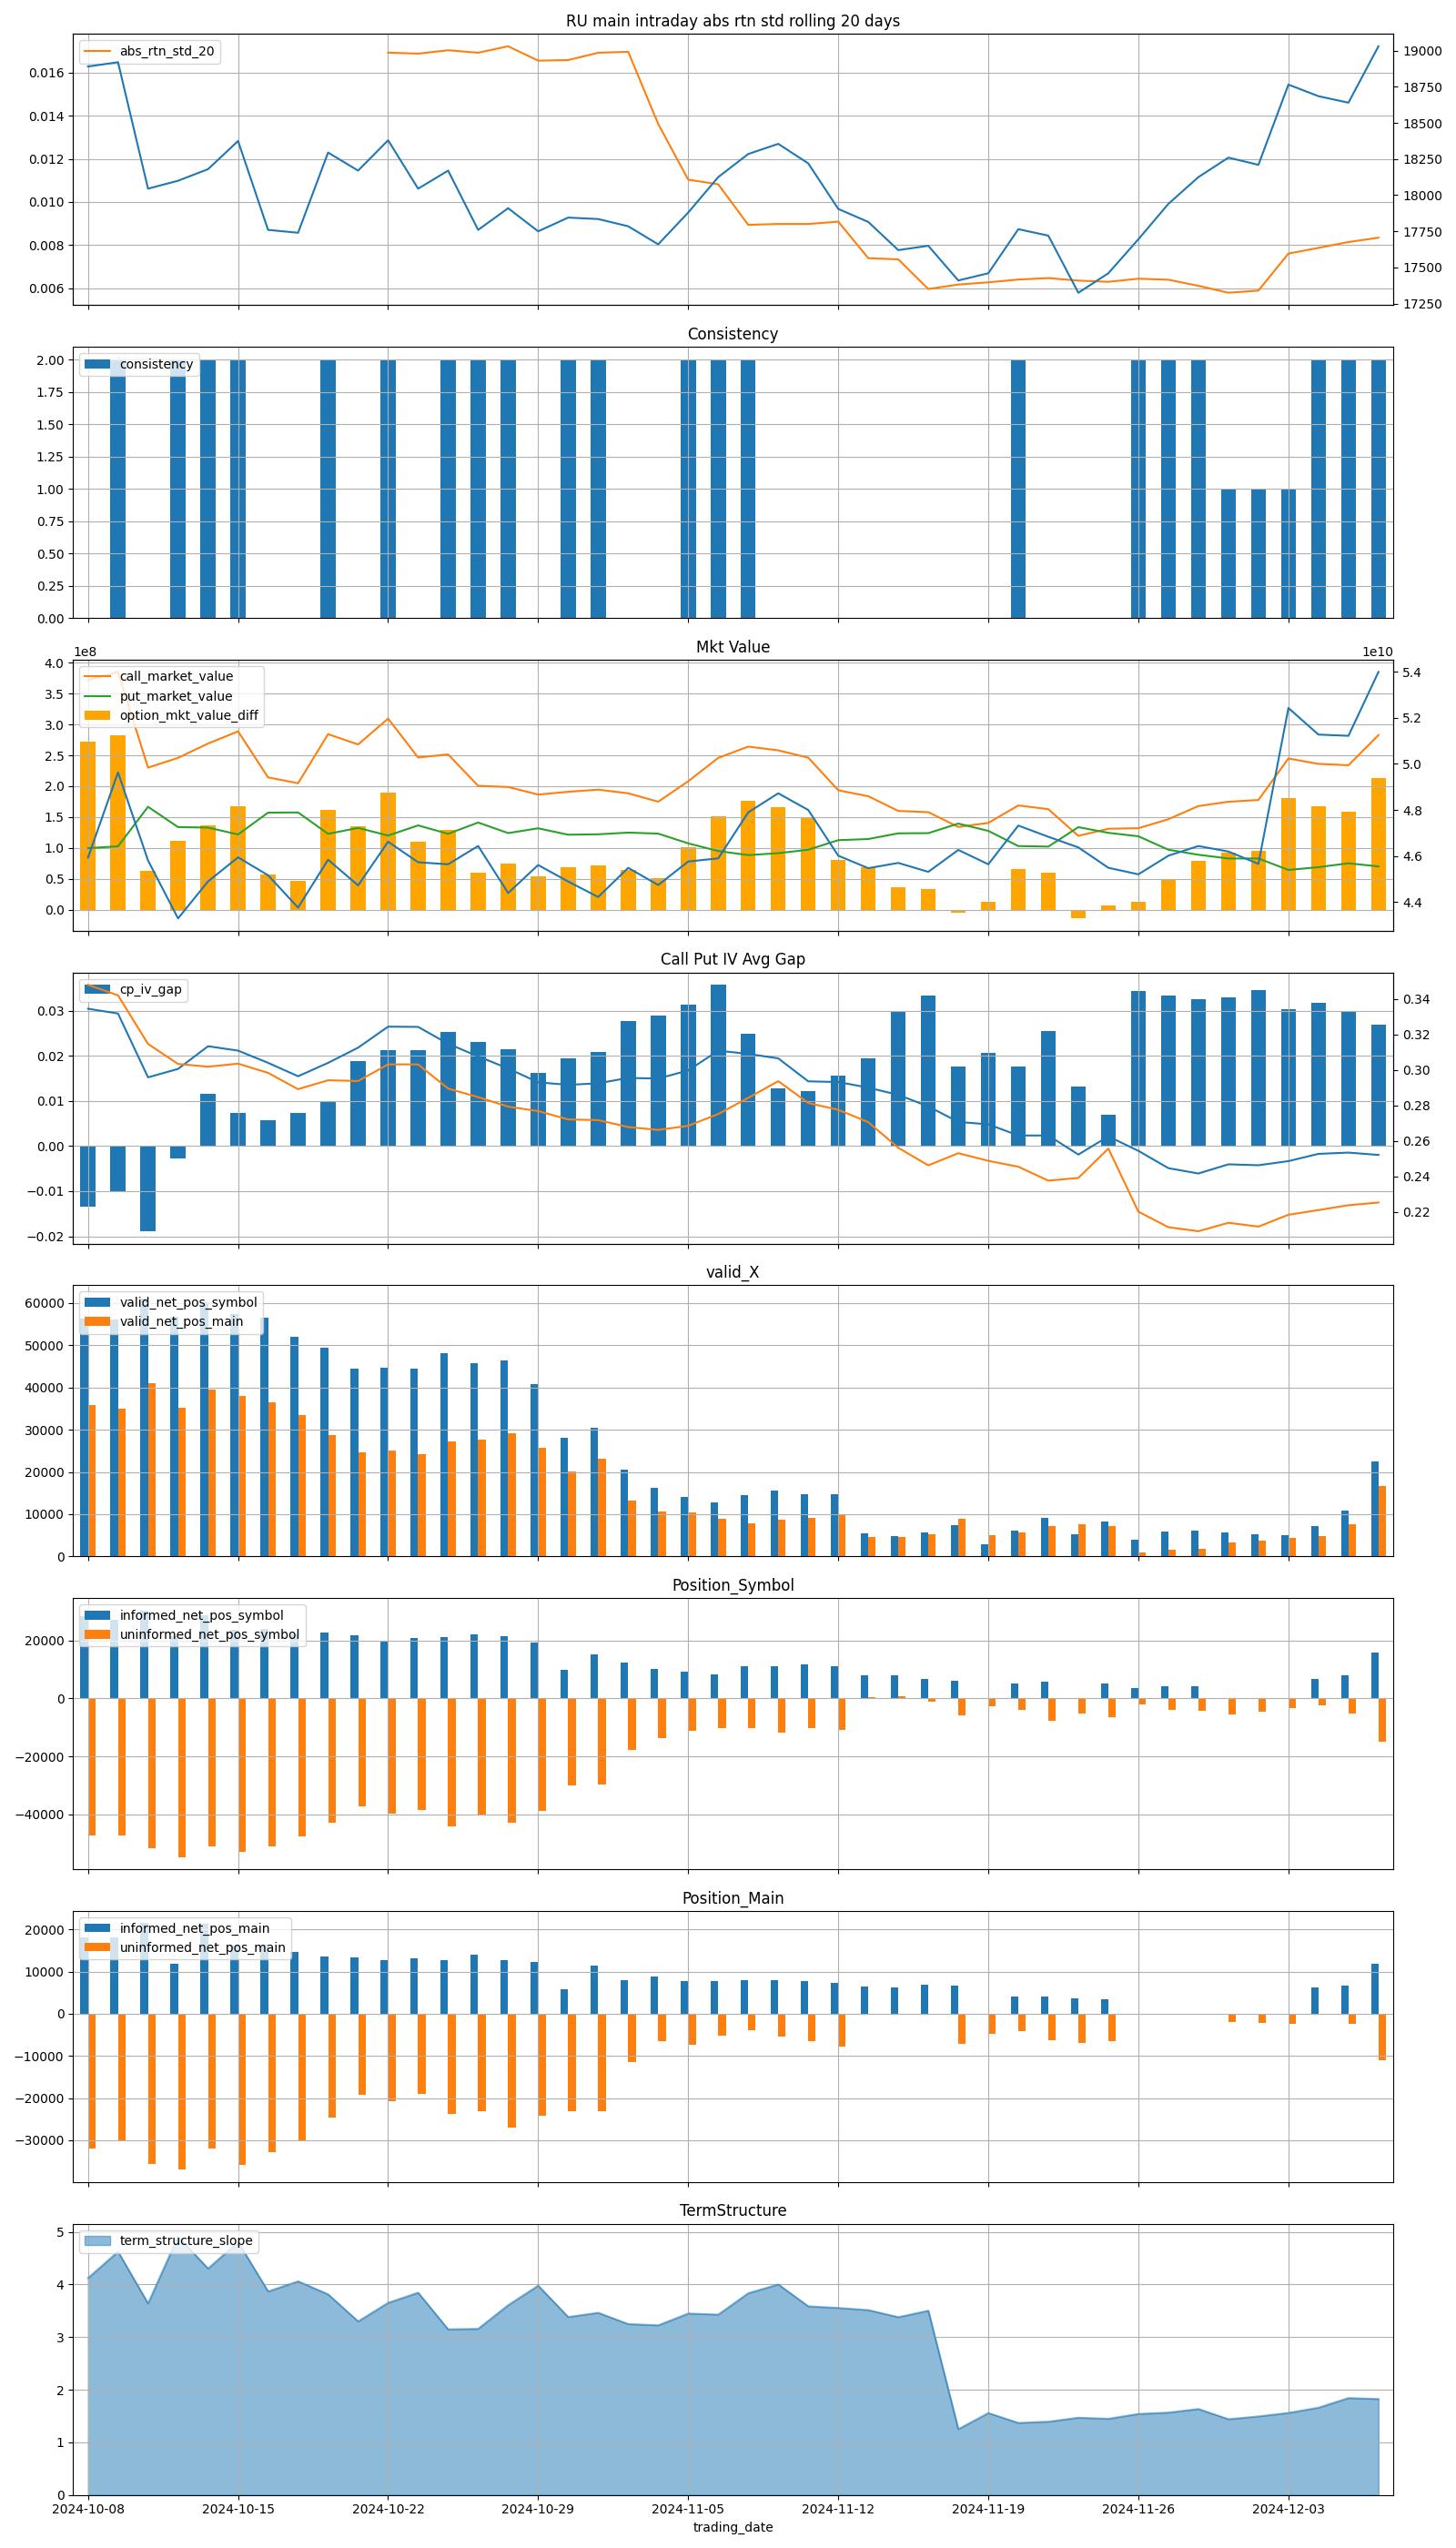 RU main intraday abs rtn std rolling 20 days
abs_rtn_std_20
0.016
0.014
0.012
0.010
0.008
0.006
19000
18750
18500
18250
18000
17750
17500
17250
Consistency
consistency
2.00
1.75
1.50
1.25
1.00
0.75
0.50
0.25
0.00
Mkt Value
1e8
1e10
call_market_value
put_market_value
option_mkt_value_diff
4.0
3.5
3.0
2.5
2.0
1.5
1.0
0.5
0.0
5.4
5.2
5.0
4.8
4.6
4.4
Call Put IV Avg Gap
cp_iv_gap
0.03
0.02
0.01
0.00
−0.01
−0.02
0.34
0.32
0.30
0.28
0.26
0.24
0.22
valid_X
valid_net_pos_symbol
valid_net_pos_main
60000
50000
40000
30000
20000
10000
0
Position_Symbol
informed_net_pos_symbol
uninformed_net_pos_symbol
20000
0
−20000
−40000
Position_Main
informed_net_pos_main
uninformed_net_pos_main
20000
10000
0
−10000
−20000
−30000
TermStructure
term_structure_slope
5
4
3
2
1
0
2024-10-08 2024-10-15 2024-10-22 2024-10-29 2024-11-05 2024-11-12 2024-11-19 2024-11-26 2024-12-03
trading_date